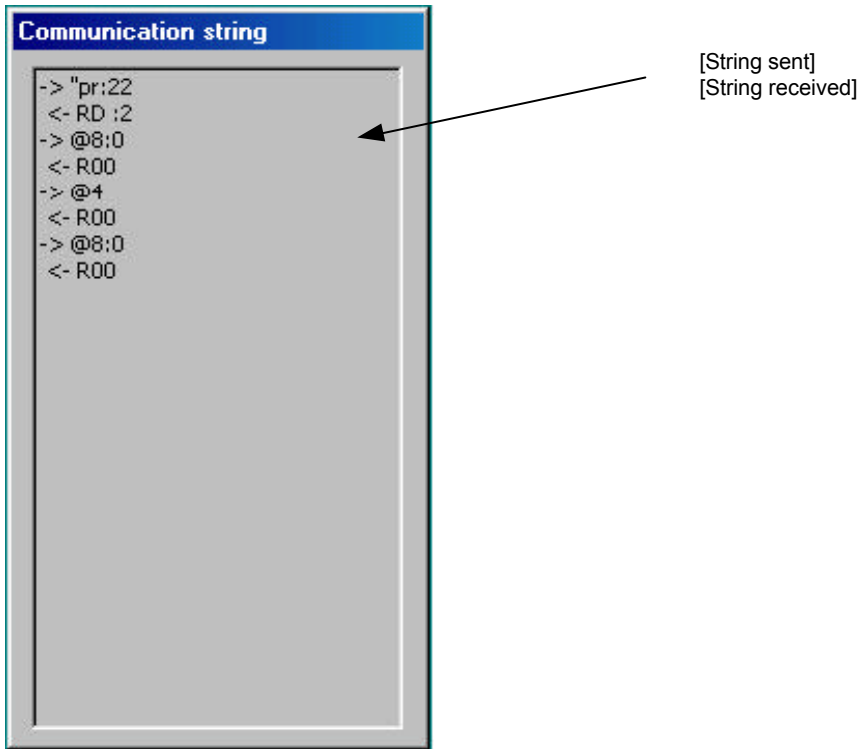 Communication string
-> "pr:22
<- RD :2
-> @8:0
<- R00
-> @4
<- R00
-> @8:0
<- R00
[String sent]
[String received]